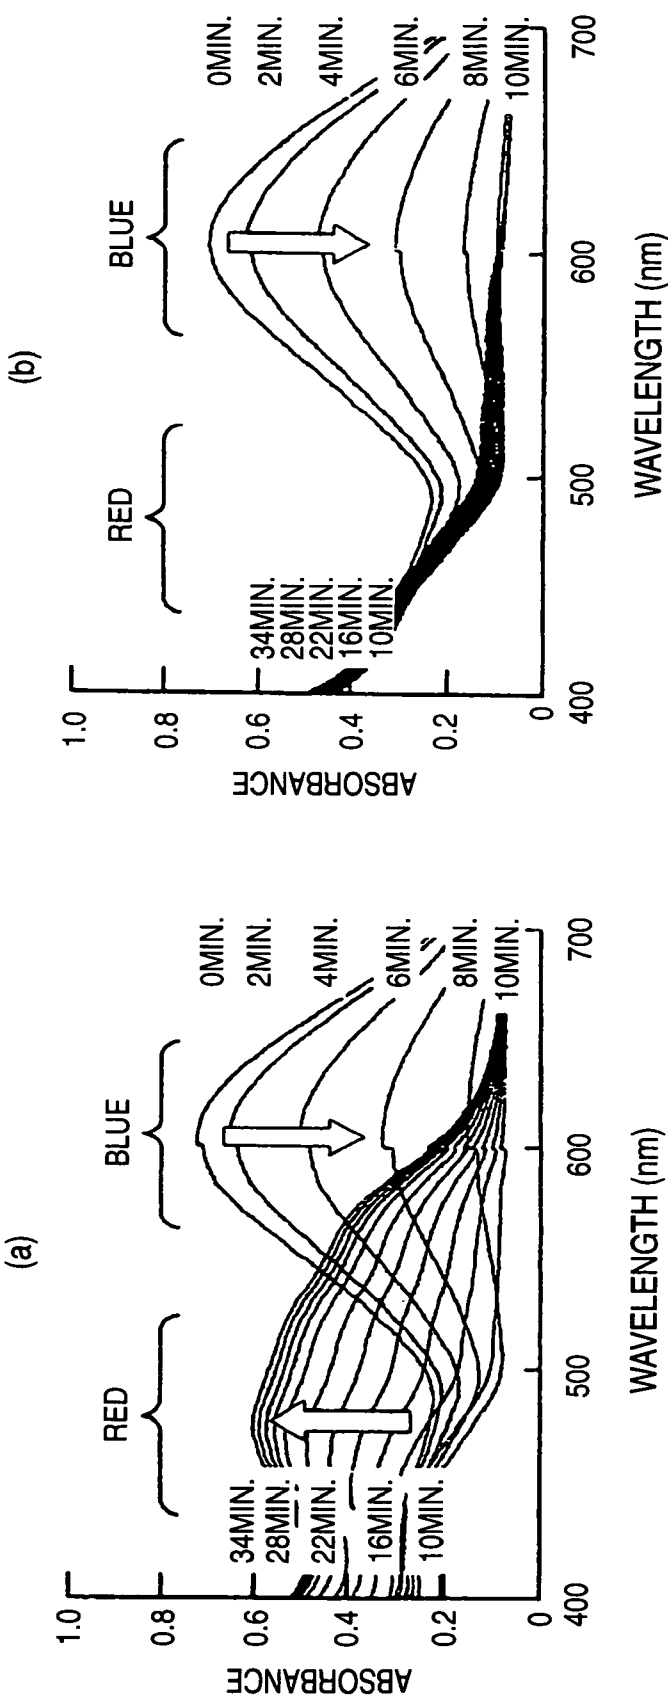 (a)
RED
BLUE
1.0
0.8
0.6
0.4
0.2
0
ABSORBANCE
34MIN.
28MIN.
22MIN.
16MIN.
10MIN.
0MIN.
2MIN.
4MIN.
6MIN.
8MIN.
10MIN.
400
500
600
700
WAVELENGTH (nm)
(b)
RED
BLUE
1.0
0.8
0.6
0.4
0.2
0
ABSORBANCE
34MIN.
28MIN.
22MIN.
16MIN.
10MIN.
0MIN.
2MIN.
4MIN.
6MIN.
8MIN.
10MIN.
400
500
600
700
WAVELENGTH (nm)